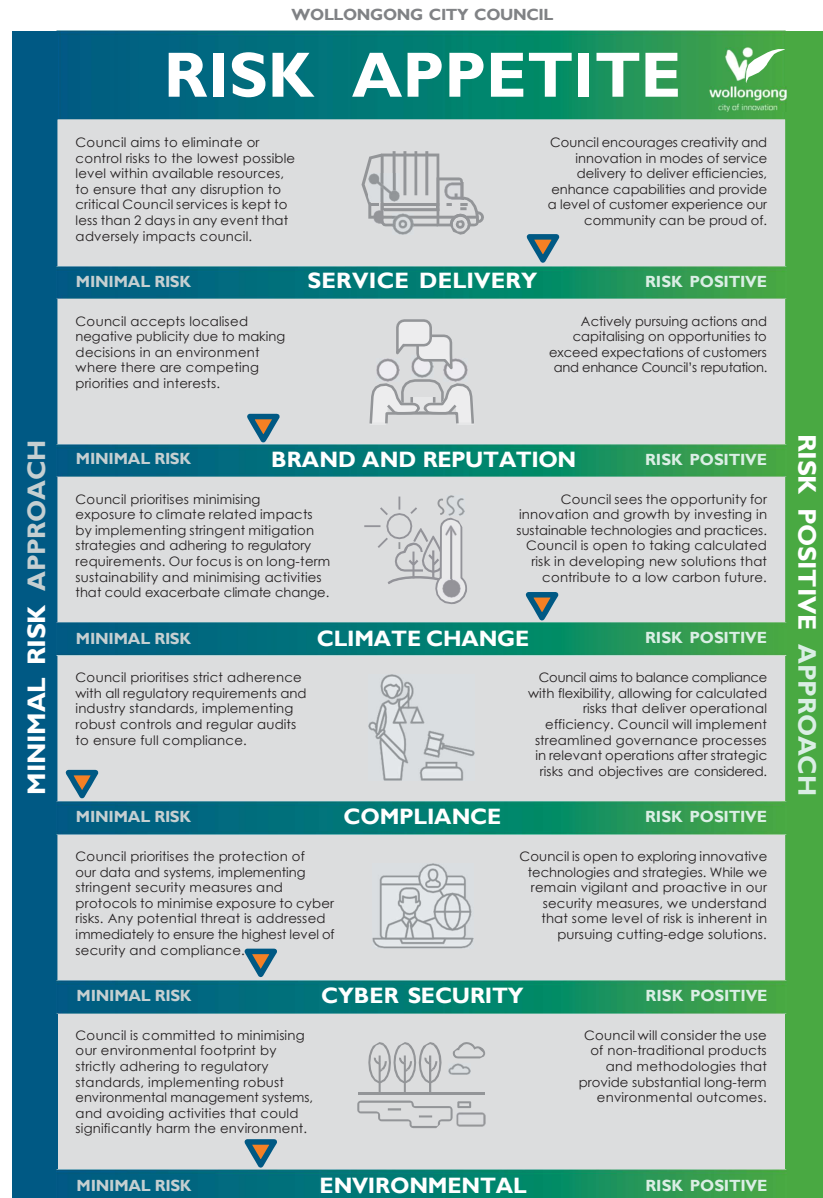 WOLLONGONG CITY COUNCIL
RISK APPETITE
wollongong
city of innovation
MINIMAL RISK APPROACH
RISK POSITIVE APPROACH
Council aims to eliminate or
control risks to the lowest possible
level within available resources,
to ensure that any disruption to
critical Council services is kept to
less than 2 days in any event that
adversely impacts council.
Council encourages creativity and
innovation in modes of service
delivery to deliver efficiencies,
enhance capabilities and provide
a level of customer experience our
community can be proud of.
MINIMAL RISK
SERVICE DELIVERY
RISK POSITIVE
Council accepts localised
negative publicity due to making
decisions in an environment
where there are competing
priorities and interests.
Actively pursuing actions and
capitalising on opportunities to
exceed expectations of customers
and enhance Council's reputation.
MINIMAL RISK
BRAND AND REPUTATION
RISK POSITIVE
Council prioritises minimising
exposure to climate related impacts
by implementing stringent mitigation
strategies and adhering to regulatory
requirements. Our focus is on long-term
sustainability and minimising activities
that could exacerbate climate change.
Council sees the opportunity for
innovation and growth by investing in
sustainable technologies and practices.
Council is open to taking calculated
risk in developing new solutions that
contribute to a low carbon future.
MINIMAL RISK
CLIMATE CHANGE
RISK POSITIVE
Council prioritises strict adherence
with all regulatory requirements and
industry standards, implementing
robust controls and regular audits
to ensure full compliance.
Council aims to balance compliance
with flexibility, allowing for calculated
risks that deliver operational
efficiency. Council will implement
streamlined governance processes
in relevant operations after strategic
risks and objectives are considered.
MINIMAL RISK
COMPLIANCE
RISK POSITIVE
Council prioritises the protection of
our data and systems, implementing
stringent security measures and
protocols to minimise exposure to cyber
risks. Any potential threat is addressed
immediately to ensure the highest level of
security and compliance.
Council is open to exploring innovative
technologies and strategies. While we
remain vigilant and proactive in our
security measures, we understand
that some level of risk is inherent in
pursuing cutting-edge solutions.
MINIMAL RISK
CYBER SECURITY
RISK POSITIVE
Council is committed to minimising
our environmental footprint by
strictly adhering to regulatory
standards, implementing robust
environmental management systems,
and avoiding activities that could
significantly harm the environment.
Council will consider the use
of non-traditional products
and methodologies that
provide substantial long-term
environmental outcomes.
MINIMAL RISK
ENVIRONMENTAL
RISK POSITIVE